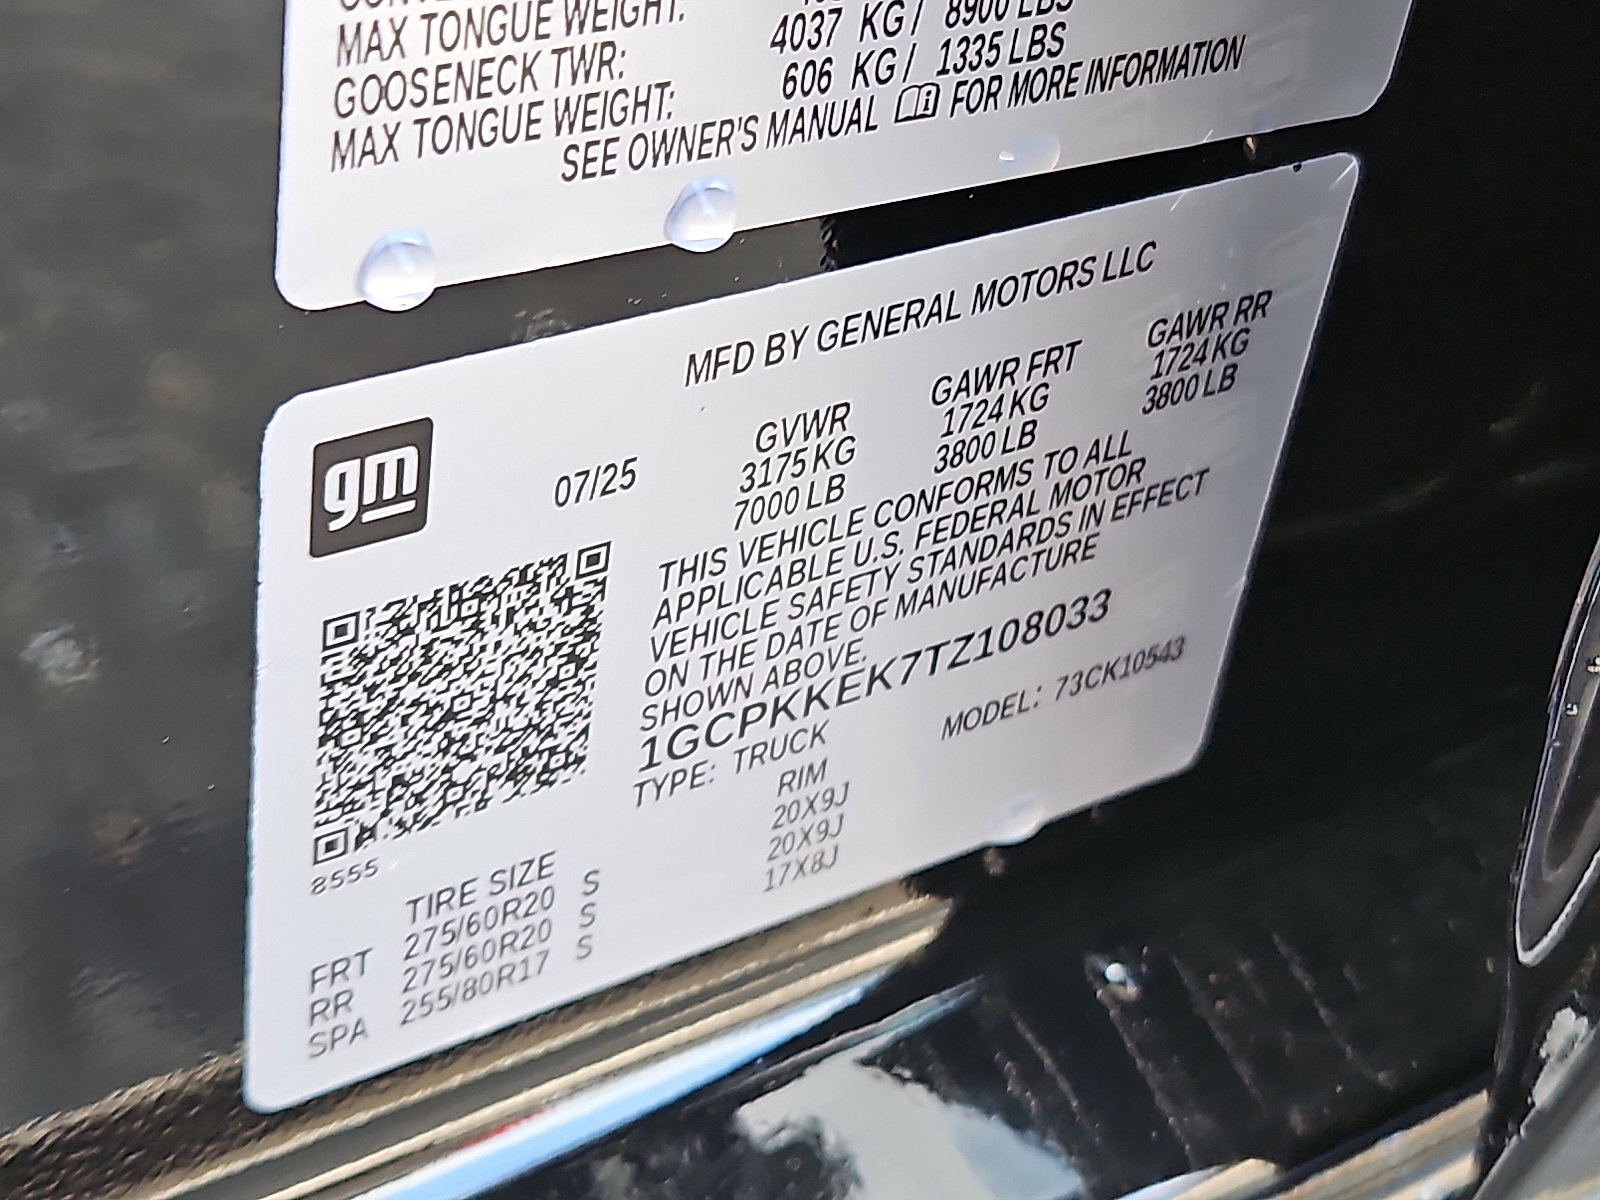 MAX TONGUE WEIGHT:
GOOSENECK TWR: 4037 KG / 8900 LBS
MAX TONGUE WEIGHT: 606 KG / 1335 LBS
SEE OWNER'S MANUAL FOR MORE INFORMATION
MFD BY GENERAL MOTORS LLC
gm
07/25
GVWR GAWR FRT GAWR RR
3175 KG 1724 KG 1724 KG
7000 LB 3800 LB 3800 LB
THIS VEHICLE CONFORMS TO ALL
APPLICABLE U.S. FEDERAL MOTOR
VEHICLE SAFETY STANDARDS IN EFFECT
ON THE DATE OF MANUFACTURE
SHOWN ABOVE.
1GCPKKEK7TZ108033
TYPE: TRUCK MODEL: 73CK10543
8555
TIRE SIZE RIM
FRT 275/60R20 S 20X9J
RR 275/60R20 S 20X9J
SPA 255/80R17 S 17X8J